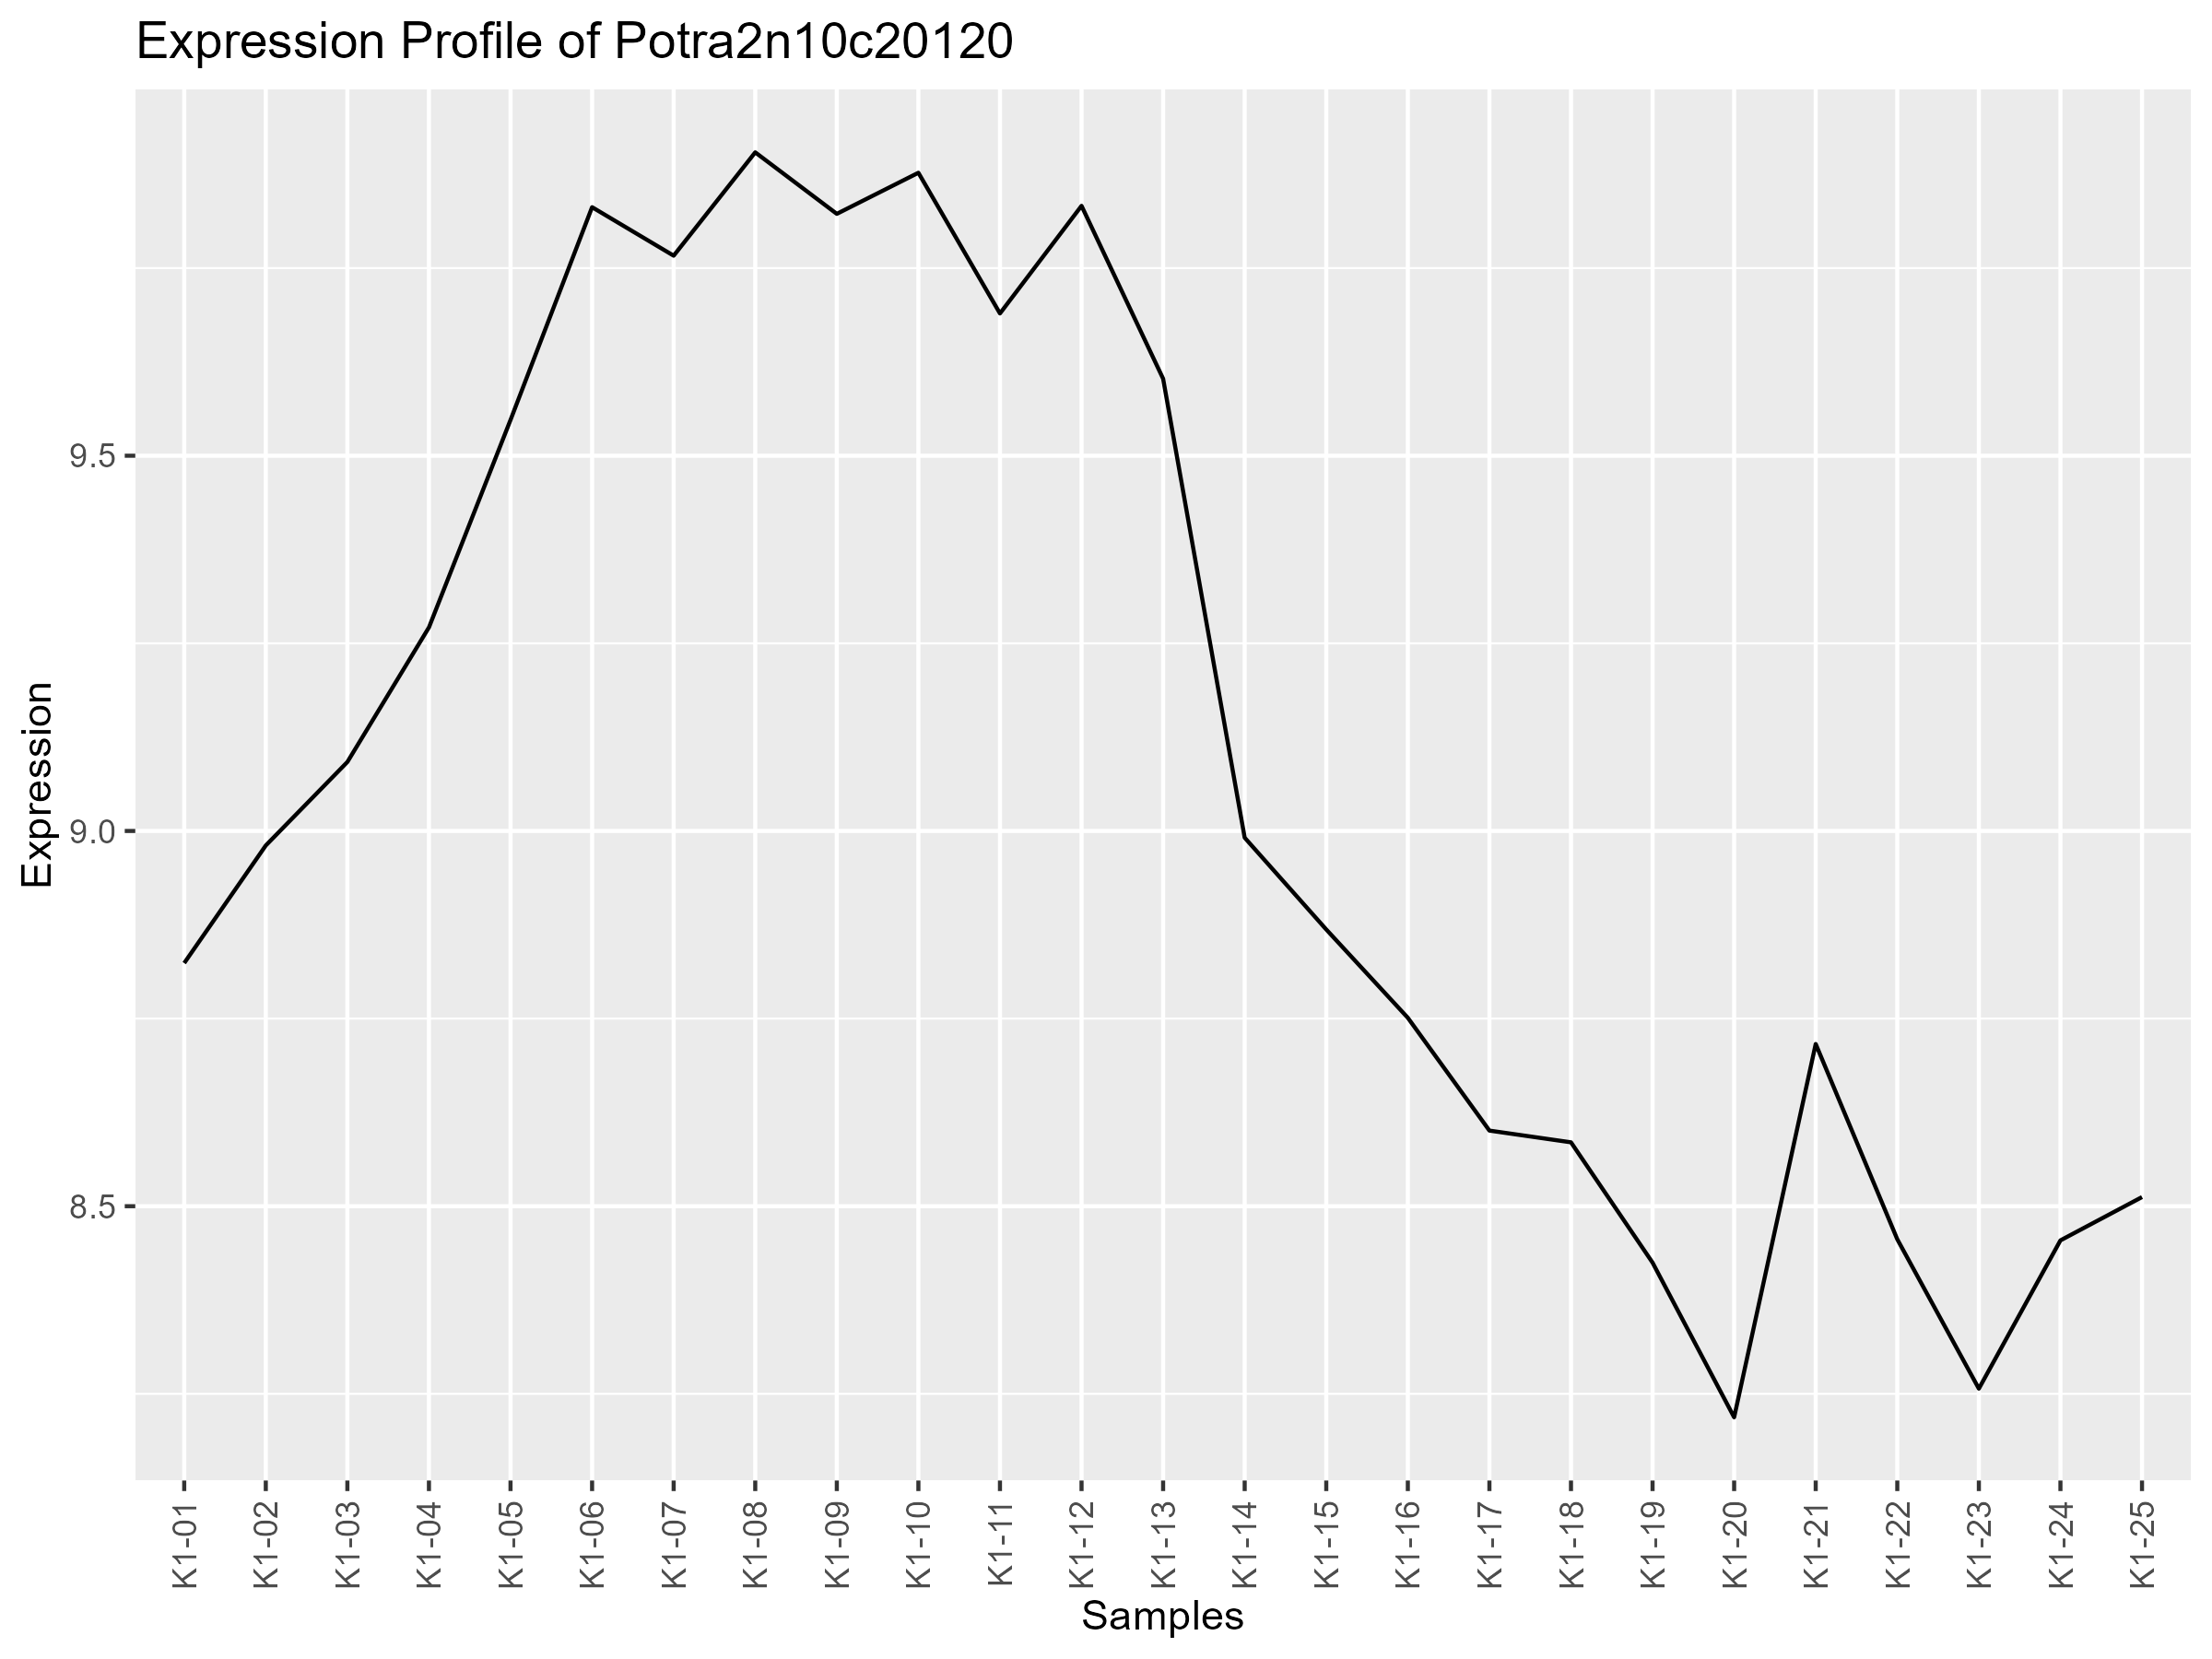 Expression Profile of Potra2n10c20120
Expression
9.5
9.0
8.5
K1-01
K1-02
K1-03
K1-04
K1-05
K1-06
K1-07
K1-08
K1-09
K1-10
K1-11
K1-12
K1-13
K1-14
K1-15
K1-16
K1-17
K1-18
K1-19
K1-20
K1-21
K1-22
K1-23
K1-24
K1-25
Samples